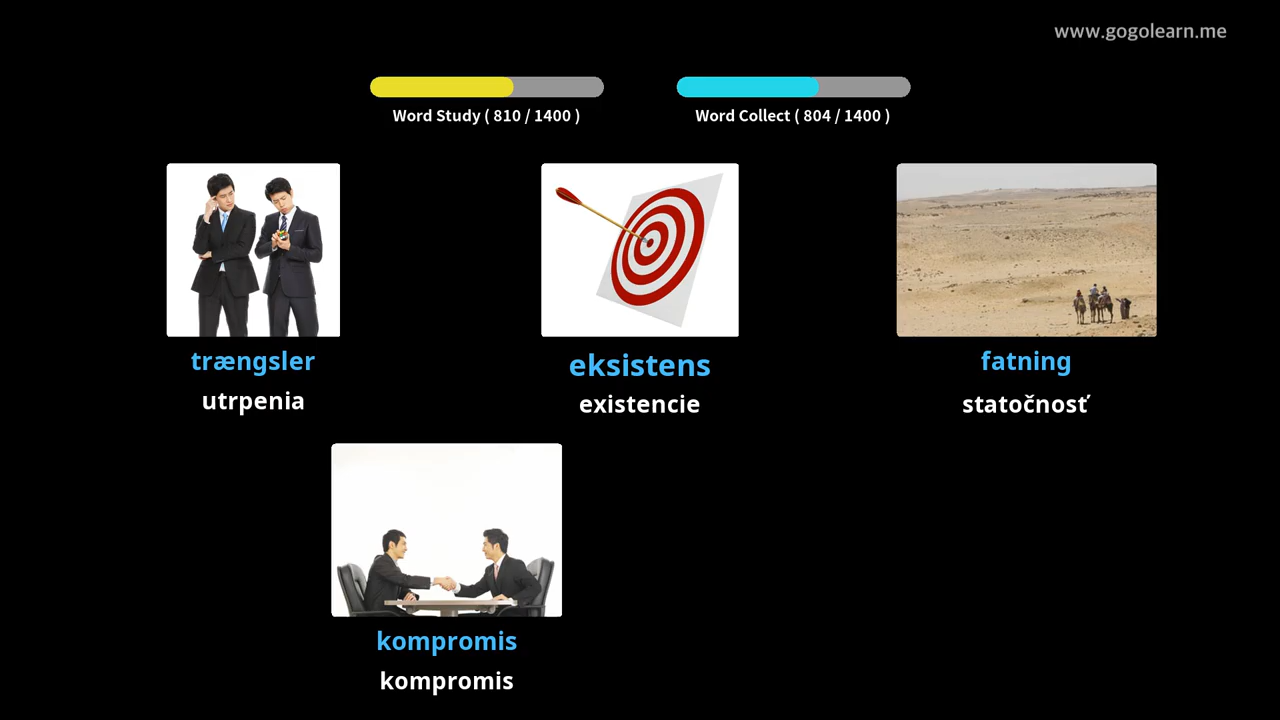 www.gogolearn.me
Word Study ( 810 / 1400 )
Word Collect ( 804 / 1400 )
trængsler
utrpenia
eksistens
existencie
fatning
statočnosť
kompromis
kompromis